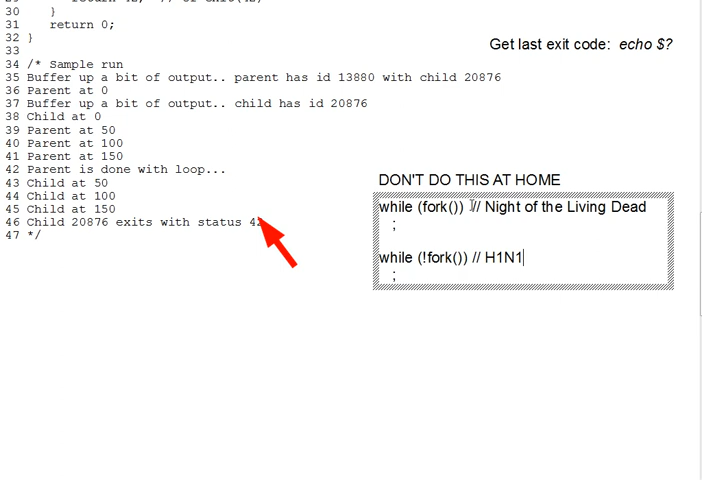 30    }
31    return 0;
32 }
33
34 /* Sample run
35 Buffer up a bit of output.. parent has id 13880 with child 20876
36 Parent at 0
37 Buffer up a bit of output.. child has id 20876
38 Child at 0
39 Parent at 50
40 Parent at 100
41 Parent at 150
42 Parent is done with loop...
43 Child at 50
44 Child at 100
45 Child at 150
46 Child 20876 exits with status 42
47 */
Get last exit code: echo $?
DON'T DO THIS AT HOME
while (fork()) // Night of the Living Dead
;
while (!fork()) // H1N1
;